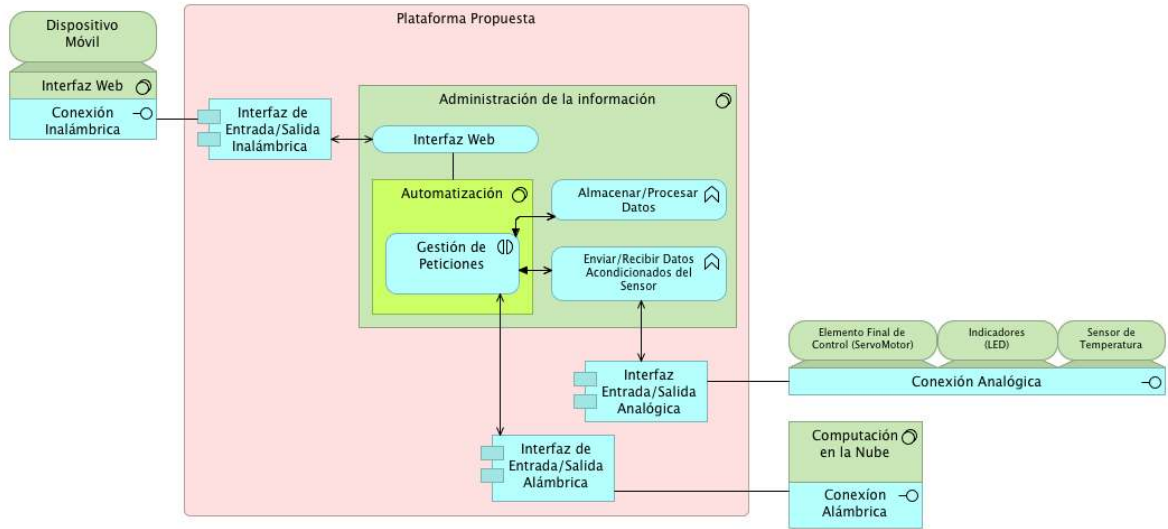 Plataforma Propuesta
Dispositivo
Móvil
Interfaz Web
Conexión
Inalámbrica
Interfaz de
Entrada/Salida
Inalámbrica
Administración de la información
Interfaz Web
Automatización
Gestión de
Peticiones
Almacenar/Procesar
Datos
Enviar/Recibir Datos
Acondicionados del
Sensor
Interfaz
Entrada/Salida
Analógica
Interfaz de
Entrada/Salida
Alámbrica
Elemento Final de
Control (ServoMotor)
Indicadores
(LED)
Sensor de
Temperatura
Conexión Analógica
Computación
en la Nube
Conexíon
Alámbrica